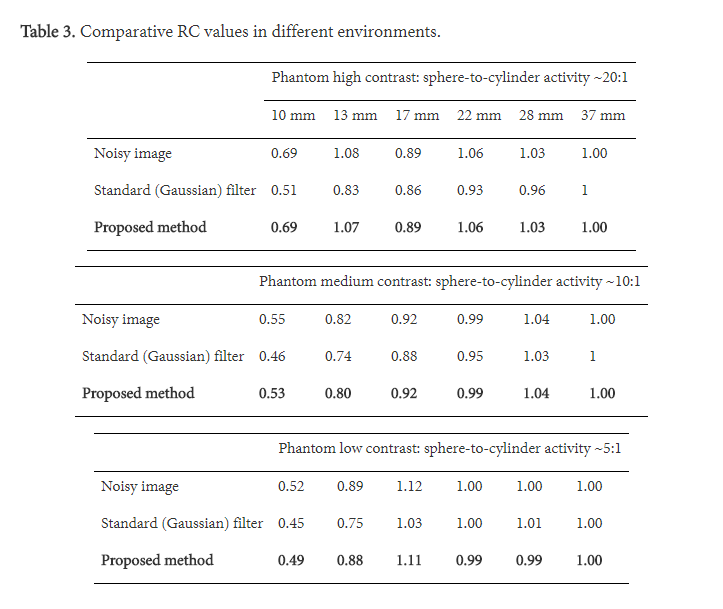 Table 3. Comparative RC values in different environments.
Phantom high contrast: sphere-to-cylinder activity ~20:1
10 mm 13 mm 17 mm 22 mm 28 mm 37 mm
Noisy image 0.69 1.08 0.89 1.06 1.03 1.00
Standard (Gaussian) filter 0.51 0.83 0.86 0.93 0.96 1
Proposed method 0.69 1.07 0.89 1.06 1.03 1.00
Phantom medium contrast: sphere-to-cylinder activity ~10:1
Noisy image 0.55 0.82 0.92 0.99 1.04 1.00
Standard (Gaussian) filter 0.46 0.74 0.88 0.95 1.03 1
Proposed method 0.53 0.80 0.92 0.99 1.04 1.00
Phantom low contrast: sphere-to-cylinder activity ~5:1
Noisy image 0.52 0.89 1.12 1.00 1.00 1.00
Standard (Gaussian) filter 0.45 0.75 1.03 1.00 1.01 1.00
Proposed method 0.49 0.88 1.11 0.99 0.99 1.00